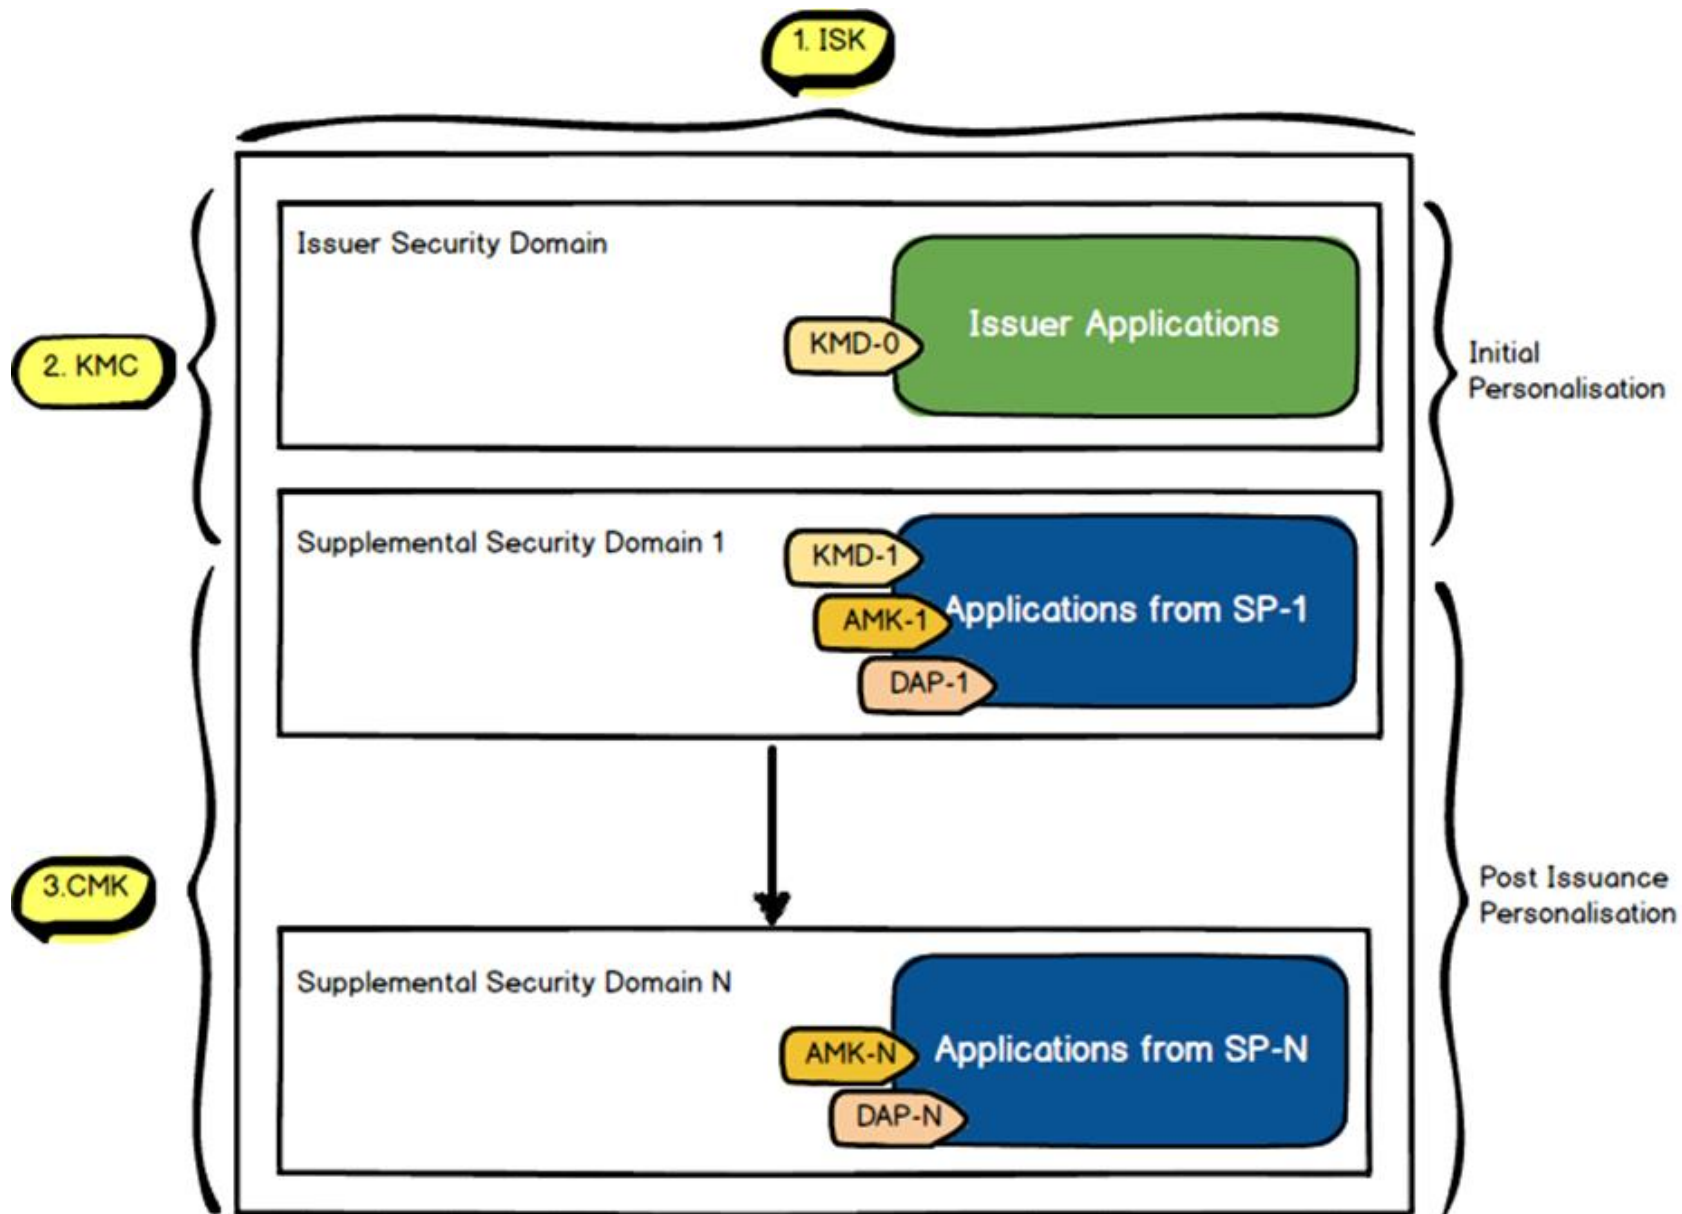 1. ISK
Issuer Security Domain
Issuer Applications
KMD-0
2. KMC
Initial
Personalisation
Supplemental Security Domain 1
KMD-1
AMK-1
Applications from SP-1
DAP-1
3.CMK
Post Issuance
Personalisation
Supplemental Security Domain N
AMK-N
Applications from SP-N
DAP-N